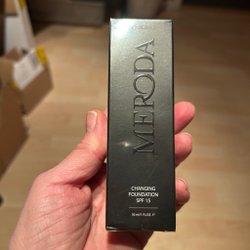 MERODA
CHANGING
FOUNDATION
SPF 15